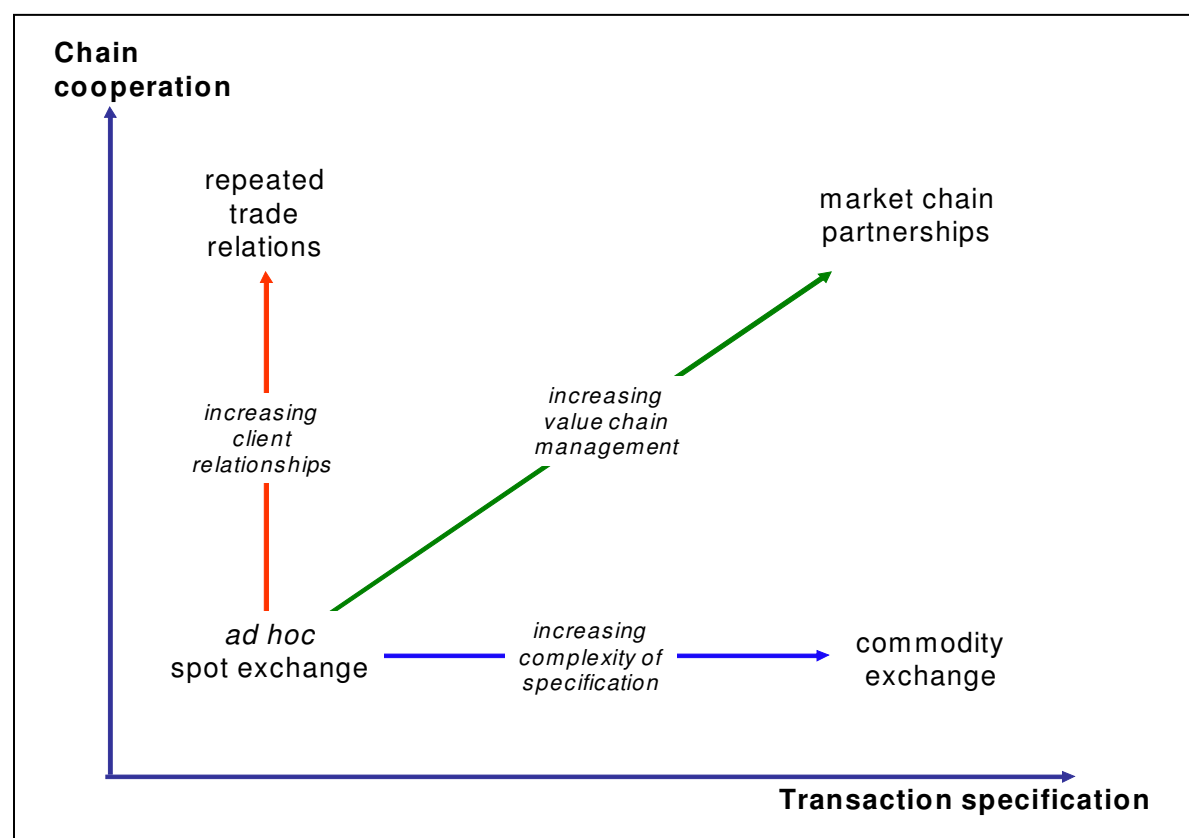 Chain
cooperation
repeated
trade
relations
market chain
partnerships
increasing
client
relationships
increasing
value chain
management
ad hoc
spot exchange
increasing
complexity of
specification
commodity
exchange
Transaction specification